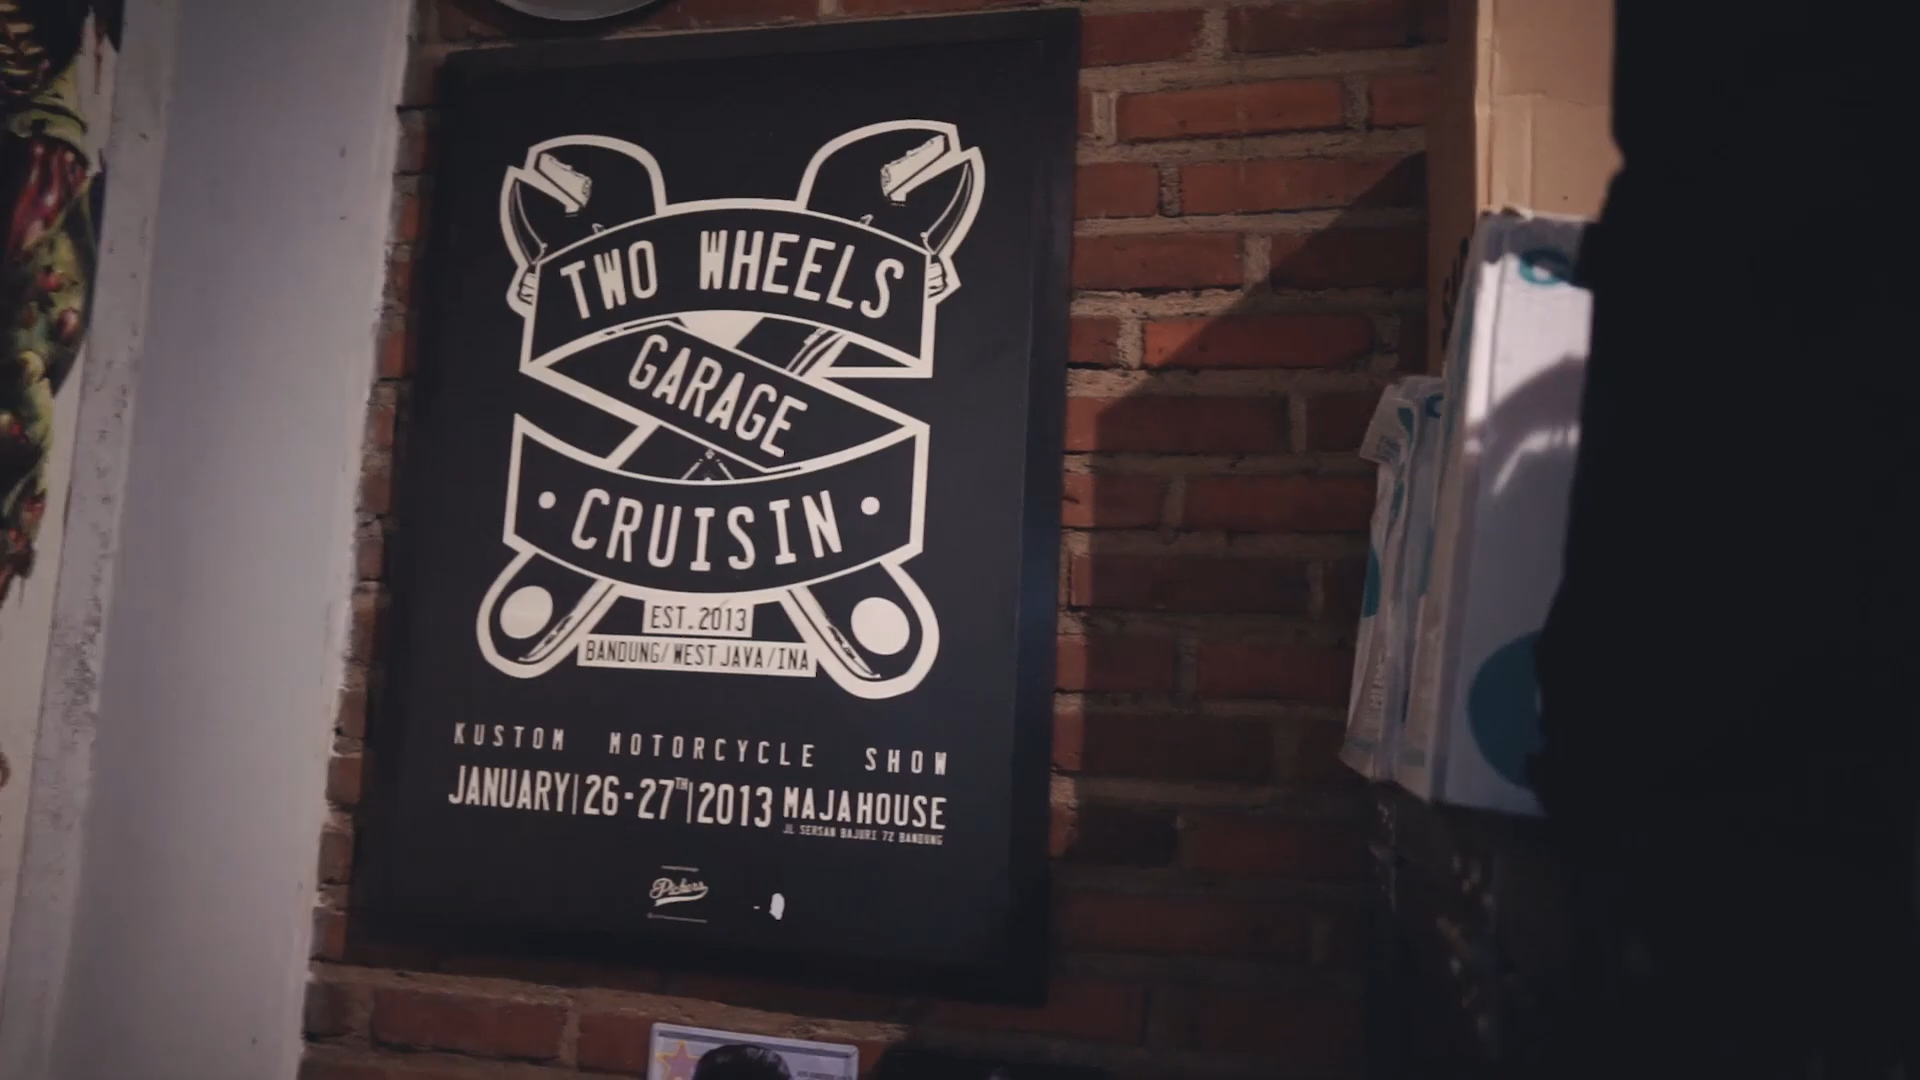 TWO WHEELS
GARAGE
• CRUISIN •
EST. 2013
BANDUNG/WEST JAVA/INA
KUSTOM MOTORCYCLE SHOW
JANUARY|26-27TH|2013 MAJAHOUSE
JL SERSAN BAJURI 72 BANDUNG
Pickers